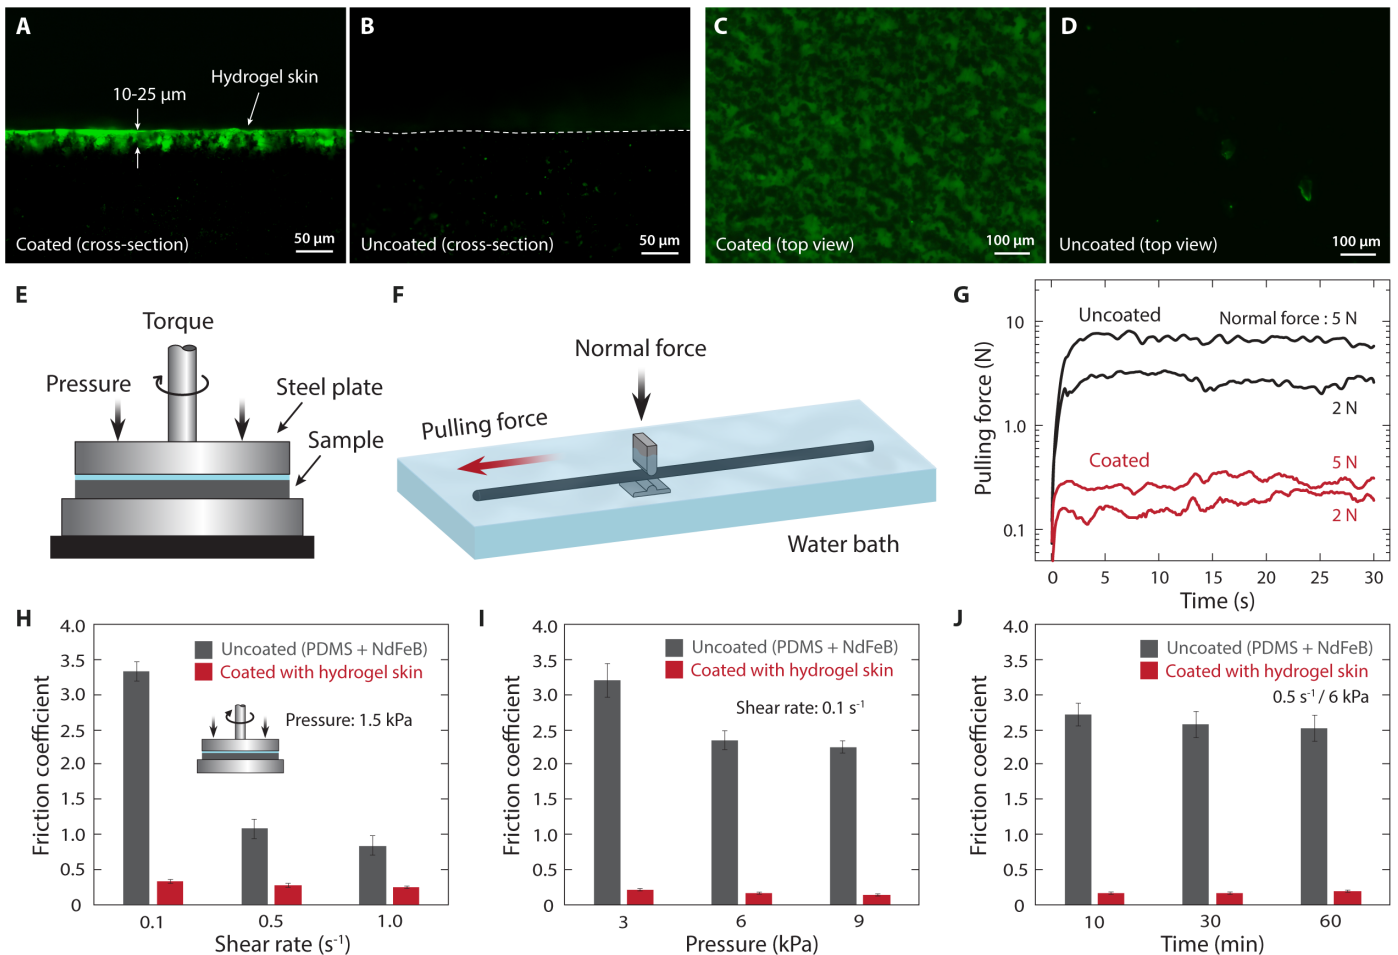 A
Hydrogel skin
10-25 μm
Coated (cross-section)
50 μm
B
Uncoated (cross-section)
50 μm
C
Coated (top view)
100 μm
D
Uncoated (top view)
100 μm
E
Torque
Pressure
Steel plate
Sample
F
Normal force
Pulling force
Water bath
G
Pulling force (N)
10
1.0
0.1
Uncoated
Normal force : 5 N
2 N
Coated
5 N
2 N
0 5 10 15 20 25 30
Time (s)
H
Friction coefficient
4.0
3.5
3.0
2.5
2.0
1.5
1.0
0.5
0
Uncoated (PDMS + NdFeB)
Coated with hydrogel skin
Pressure: 1.5 kPa
0.1 0.5 1.0
Shear rate (s⁻¹)
I
Friction coefficient
4.0
3.5
3.0
2.5
2.0
1.5
1.0
0.5
0
Uncoated (PDMS + NdFeB)
Coated with hydrogel skin
Shear rate: 0.1 s⁻¹
3 6 9
Pressure (kPa)
J
Friction coefficient
4.0
3.5
3.0
2.5
2.0
1.5
1.0
0.5
0
Uncoated (PDMS + NdFeB)
Coated with hydrogel skin
0.5 s⁻¹ / 6 kPa
10 30 60
Time (min)